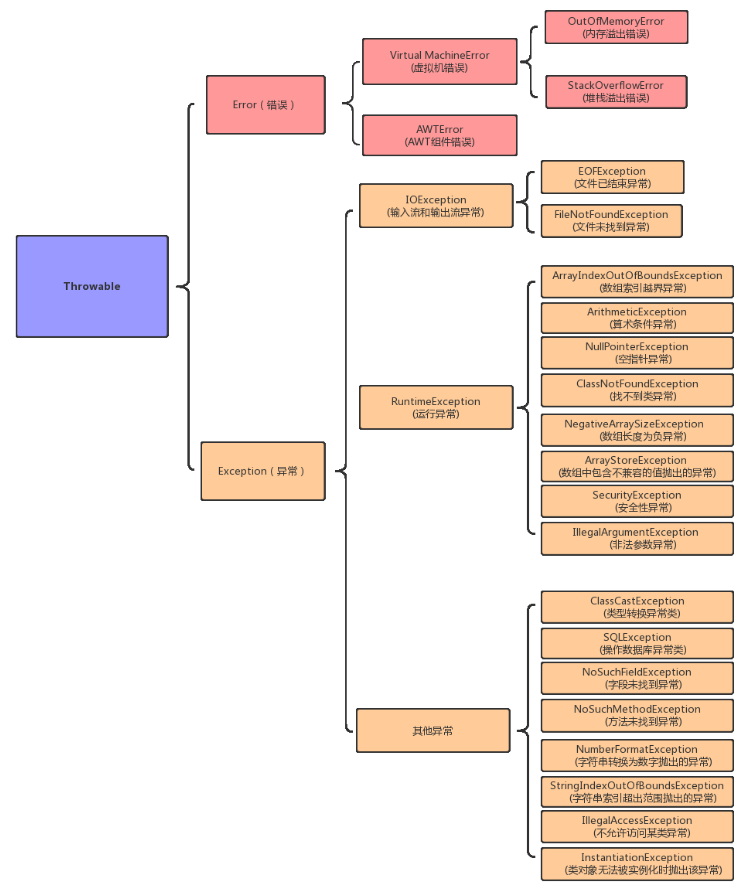 Throwable
Error（错误）
Virtual MachineError
(虚拟机错误)
OutOfMemoryError
(内存溢出错误)
StackOverflowError
(堆栈溢出错误)
AWTError
(AWT组件错误)
Exception（异常）
IOException
(输入流和输出流异常)
EOFException
(文件已结束异常)
FileNotFoundException
(文件未找到异常)
RuntimeException
(运行异常)
ArrayIndexOutOfBoundsException
(数组索引越界异常)
ArithmeticException
(算术条件异常)
NullPointerException
(空指针异常)
ClassNotFoundException
(找不到类异常)
NegativeArraySizeException
(数组长度为负异常)
ArrayStoreException
(数组中包含不兼容的值抛出的异常)
SecurityException
(安全性异常)
IllegalArgumentException
(非法参数异常)
其他异常
ClassCastException
(类型转换异常类)
SQLException
(操作数据库异常类)
NoSuchFieldException
(字段未找到异常)
NoSuchMethodException
(方法未找到异常)
NumberFormatException
(字符串转换为数字抛出的异常)
StringIndexOutOfBoundsException
(字符串索引超出范围抛出的异常)
IllegalAccessException
(不允许访问某类异常)
InstantiationException
(类对象无法被实例化时抛出该异常)